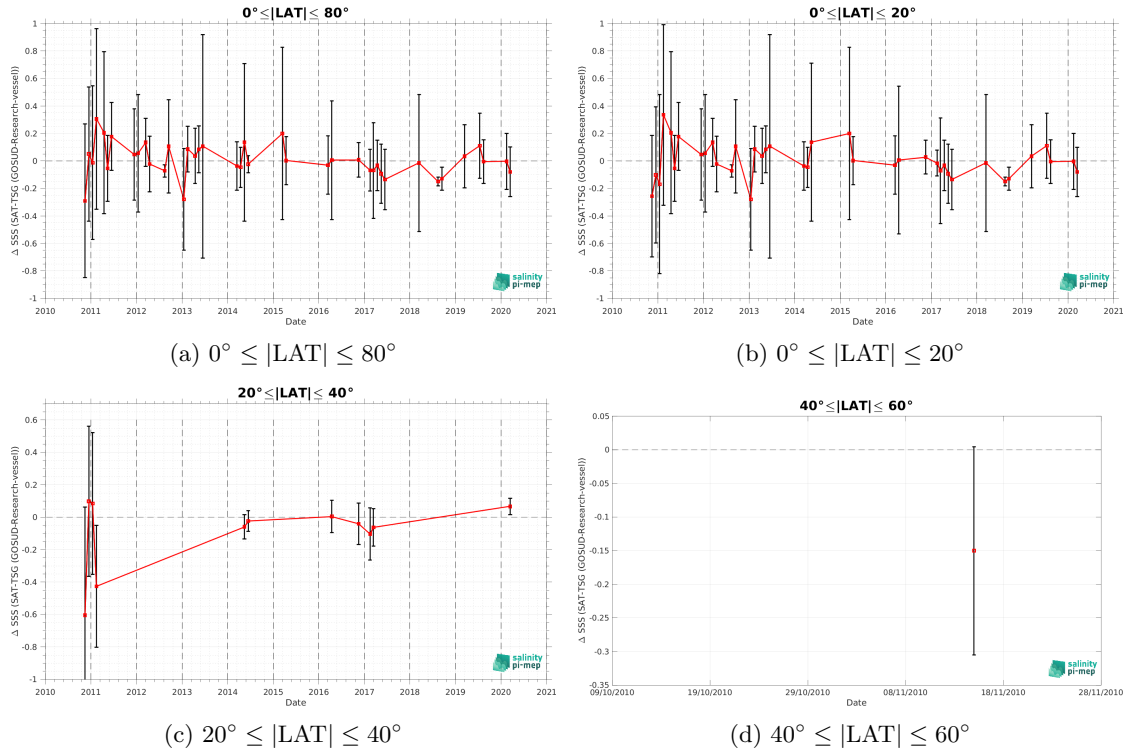 0°≤|LAT|≤ 80°
Δ SSS (SAT-TSG (GOSUD-Research-vessel))
1
0.8
0.6
0.4
0.2
0
-0.2
-0.4
-0.6
-0.8
-1
2010 2011 2012 2013 2014 2015 2016 2017 2018 2019 2020 2021
Date
salinity
pi-mep
(a) 0° ≤ |LAT| ≤ 80°
0°≤|LAT|≤ 20°
Δ SSS (SAT-TSG (GOSUD-Research-vessel))
1
0.8
0.6
0.4
0.2
0
-0.2
-0.4
-0.6
-0.8
-1
2010 2011 2012 2013 2014 2015 2016 2017 2018 2019 2020 2021
Date
salinity
pi-mep
(b) 0° ≤ |LAT| ≤ 20°
20°≤|LAT|≤ 40°
Δ SSS (SAT-TSG (GOSUD-Research-vessel))
0.6
0.4
0.2
0
-0.2
-0.4
-0.6
-0.8
-1
2010 2011 2012 2013 2014 2015 2016 2017 2018 2019 2020 2021
Date
salinity
pi-mep
(c) 20° ≤ |LAT| ≤ 40°
40°≤|LAT|≤ 60°
Δ SSS (SAT-TSG (GOSUD-Research-vessel))
0.05
0
-0.05
-0.1
-0.15
-0.2
-0.25
-0.3
-0.35
09/10/2010 19/10/2010 29/10/2010 08/11/2010 18/11/2010 28/11/2010
Date
salinity
pi-mep
(d) 40° ≤ |LAT| ≤ 60°